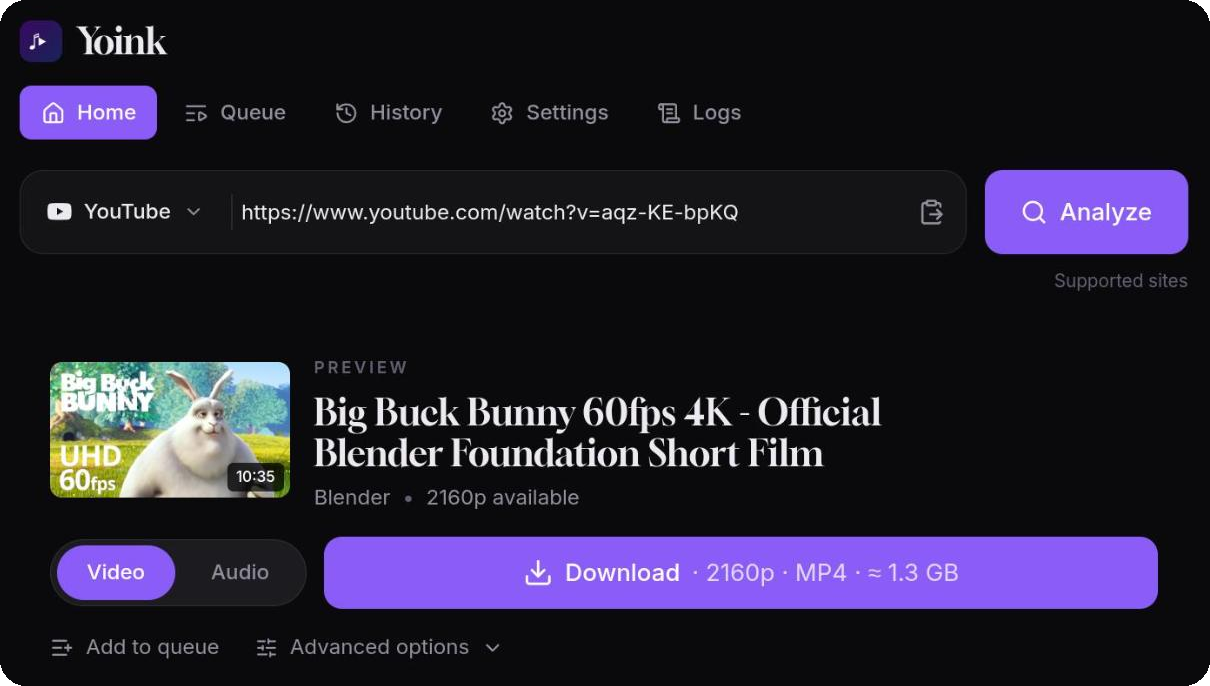 Yoink
Home Queue History Settings Logs
YouTube https://www.youtube.com/watch?v=aqz-KE-bpKQ Analyze
Supported sites
Big Buck
BUNNY
UHD
60fps
10:35
PREVIEW
Big Buck Bunny 60fps 4K - Official
Blender Foundation Short Film
Blender • 2160p available
Video Audio Download · 2160p · MP4 · ≈ 1.3 GB
Add to queue Advanced options